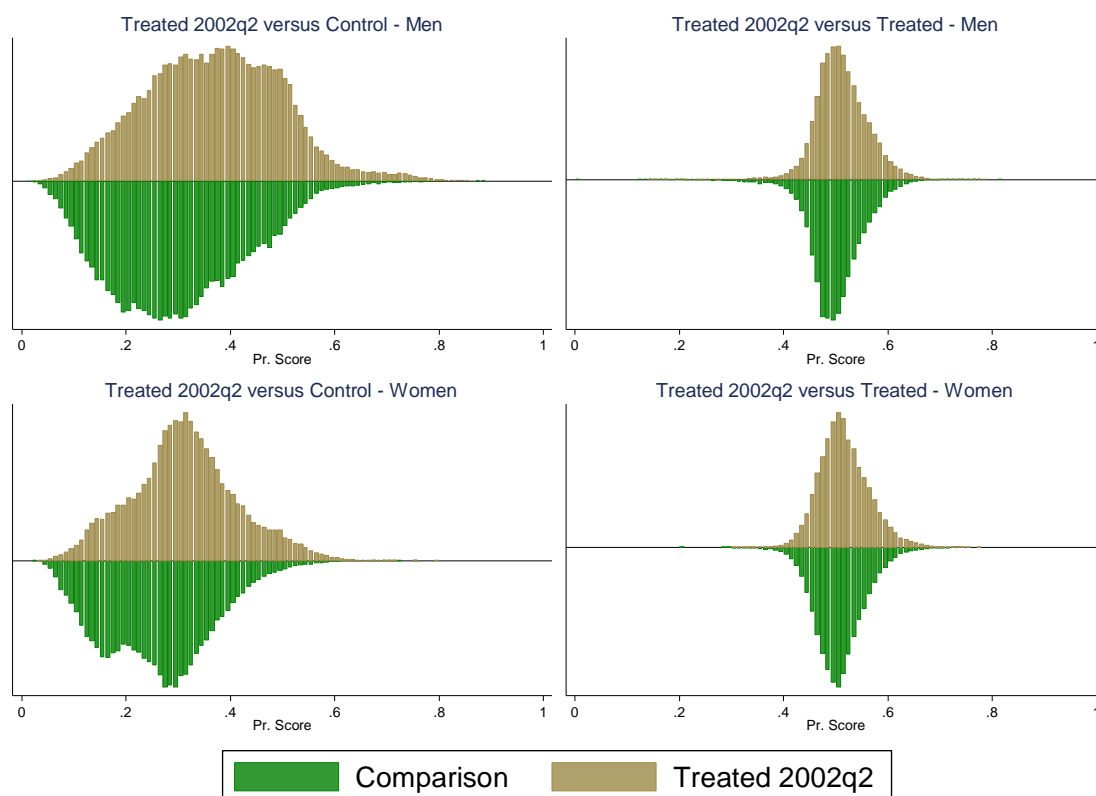 Treated 2002q2 versus Control - Men
Treated 2002q2 versus Treated - Men
0 .2 .4 .6 .8 1
Pr. Score
0 .2 .4 .6 .8 1
Pr. Score
Treated 2002q2 versus Control - Women
Treated 2002q2 versus Treated - Women
0 .2 .4 .6 .8 1
Pr. Score
0 .2 .4 .6 .8 1
Pr. Score
Comparison Treated 2002q2